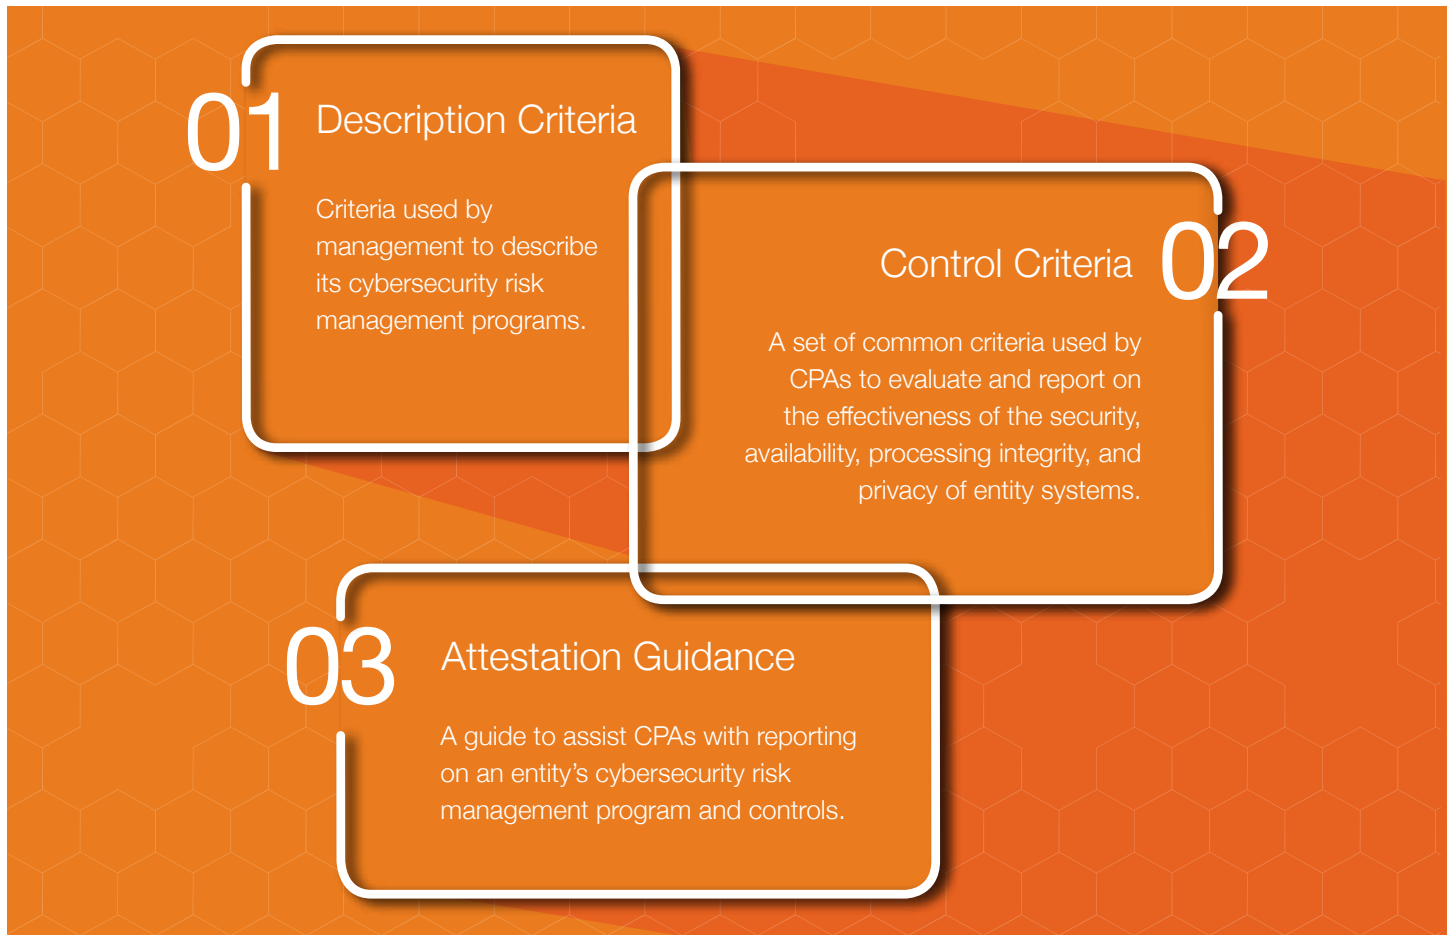 01
Description Criteria
Criteria used by
management to describe
its cybersecurity risk
management programs.
Control Criteria
02
A set of common criteria used by
CPAs to evaluate and report on
the effectiveness of the security,
availability, processing integrity, and
privacy of entity systems.
03
Attestation Guidance
A guide to assist CPAs with reporting
on an entity’s cybersecurity risk
management program and controls.